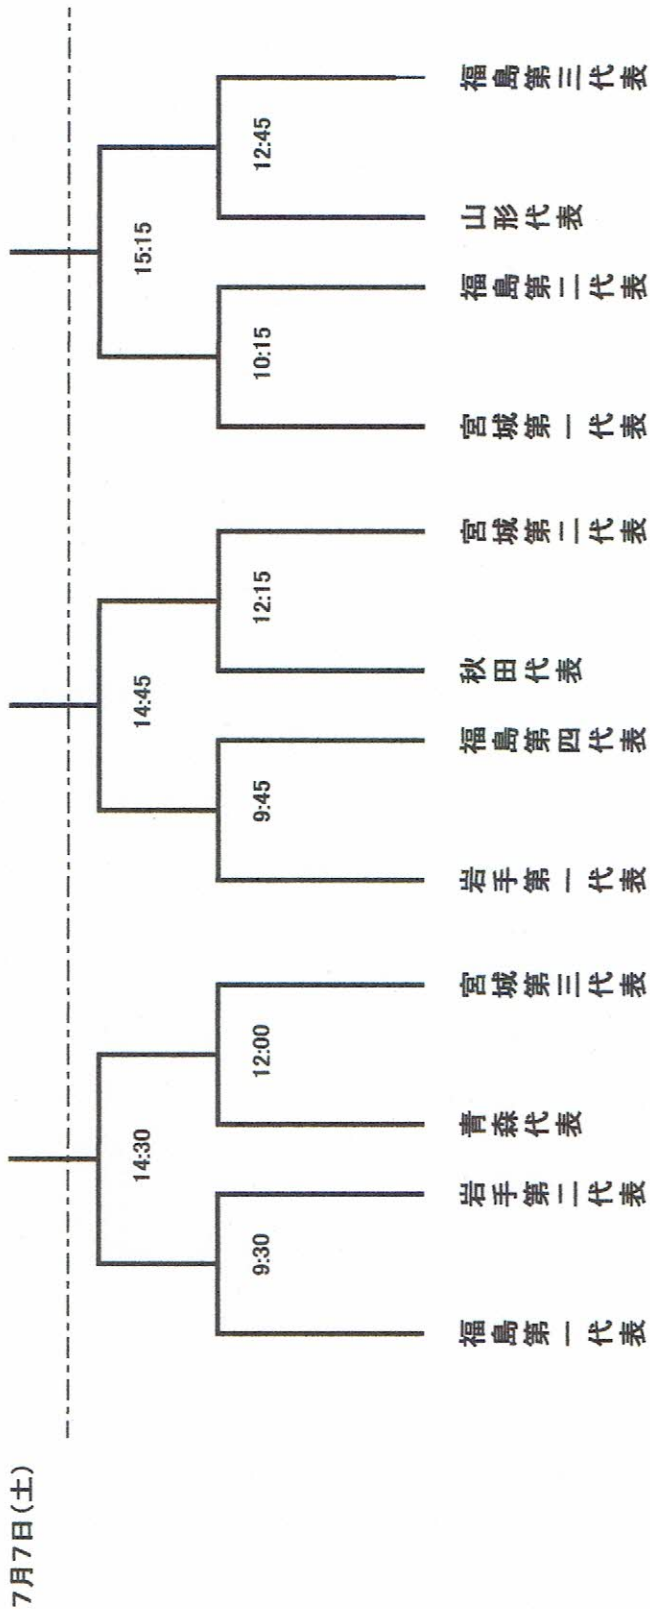 7月7日(土)
14:30
14:45
15:15
9:30
12:00
9:45
12:15
10:15
12:45
福島第一代表
岩手第二代表
青森代表
宮城第三代表
岩手第一代表
福島第四代表
秋田代表
宮城第二代表
宮城第一代表
福島第二代表
山形代表
福島第三代表